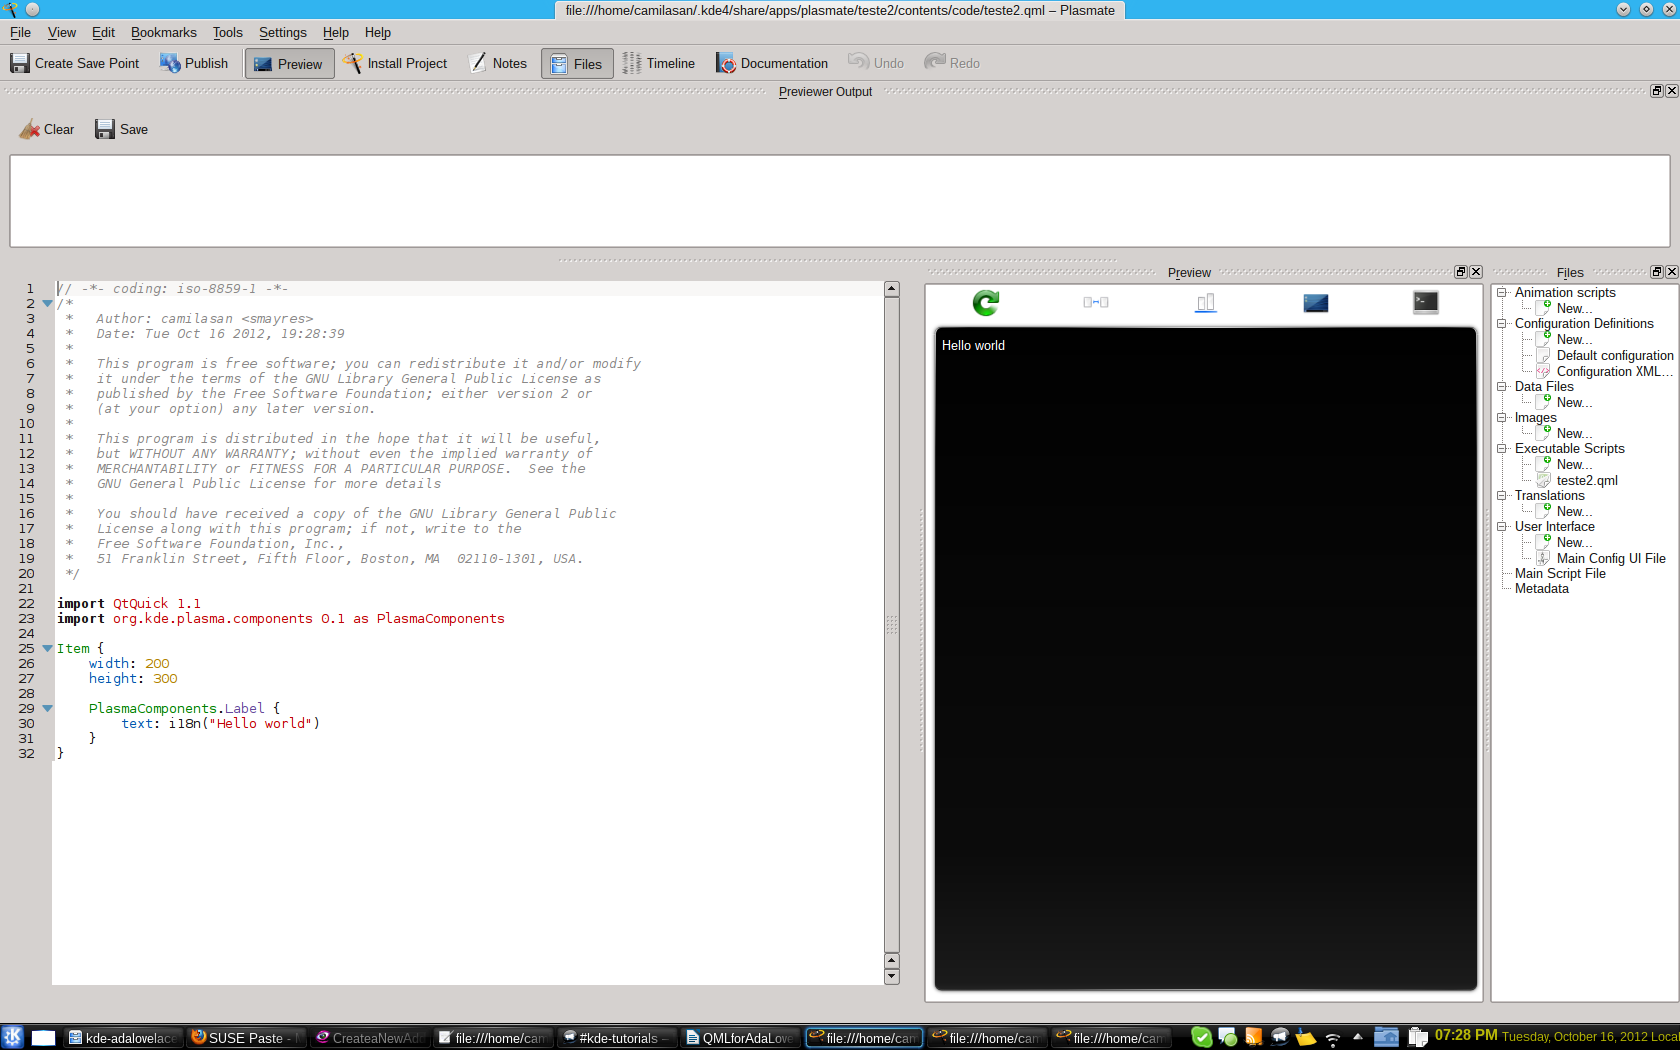 file:///home/camilasan/.kde4/share/apps/plasmate/teste2/contents/code/teste2.qml – Plasmate
File View Edit Bookmarks Tools Settings Help Help
Create Save Point Publish Preview Install Project Notes Files Timeline Documentation Undo Redo
Previewer Output
Clear Save
Preview
Files
1 // -*- coding: iso-8859-1 -*-
2 /*
3 *   Author: camilasan <smayres>
4 *   Date: Tue Oct 16 2012, 19:28:39
5 *
6 *   This program is free software; you can redistribute it and/or modify
7 *   it under the terms of the GNU Library General Public License as
8 *   published by the Free Software Foundation; either version 2 or
9 *   (at your option) any later version.
10 *
11 *   This program is distributed in the hope that it will be useful,
12 *   but WITHOUT ANY WARRANTY; without even the implied warranty of
13 *   MERCHANTABILITY or FITNESS FOR A PARTICULAR PURPOSE.  See the
14 *   GNU General Public License for more details
15 *
16 *   You should have received a copy of the GNU Library General Public
17 *   License along with this program; if not, write to the
18 *   Free Software Foundation, Inc.,
19 *   51 Franklin Street, Fifth Floor, Boston, MA  02110-1301, USA.
20 */
21
22 import QtQuick 1.1
23 import org.kde.plasma.components 0.1 as PlasmaComponents
24
25 Item {
26     width: 200
27     height: 300
28
29     PlasmaComponents.Label {
30         text: i18n("Hello world")
31     }
32 }
Hello world
Animation scripts
New...
Configuration Definitions
New...
Default configuration
Configuration XML...
Data Files
New...
Images
New...
Executable Scripts
New...
teste2.qml
Translations
New...
User Interface
New...
Main Config UI File
Main Script File
Metadata
kde-adalovelace SUSE Paste - CreateaNewAd file:///home/can #kde-tutorials – QMLforAdaLove file:///home/can file:///home/cam file:///home/cam 07:28 PM Tuesday, October 16, 2012 Local